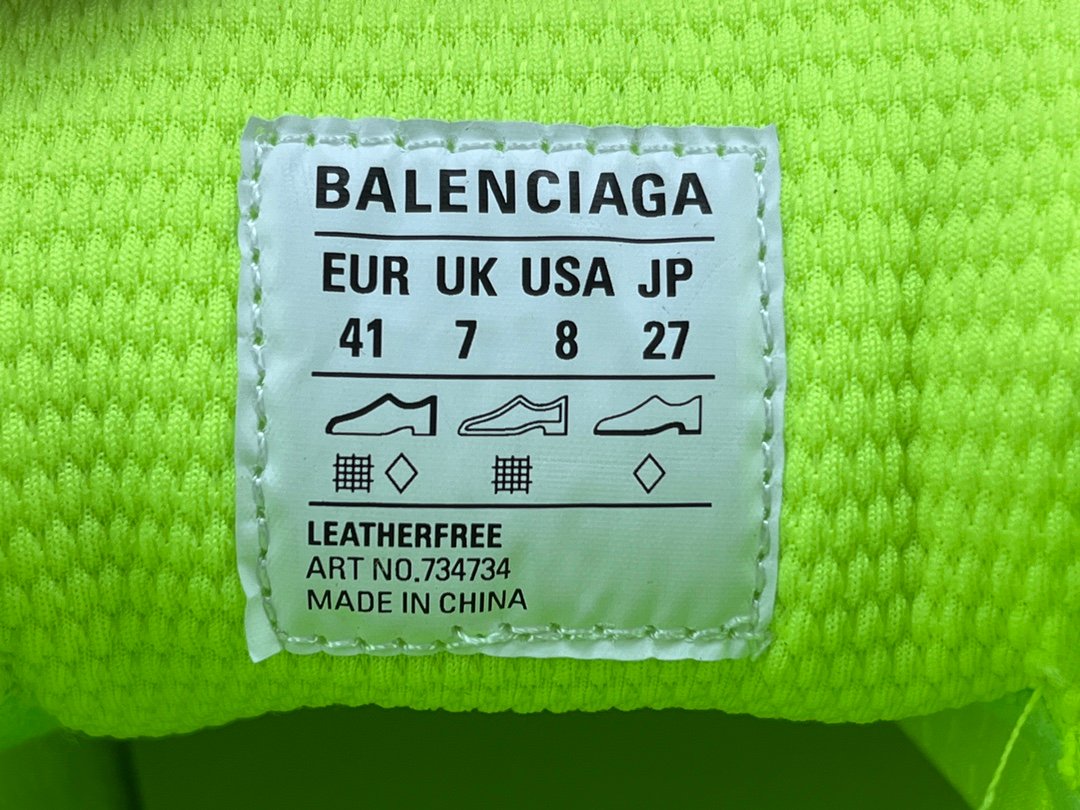 BALENCIAGA
EUR UK USA JP
41 7 8 27
LEATHERFREE
ART NO.734734
MADE IN CHINA